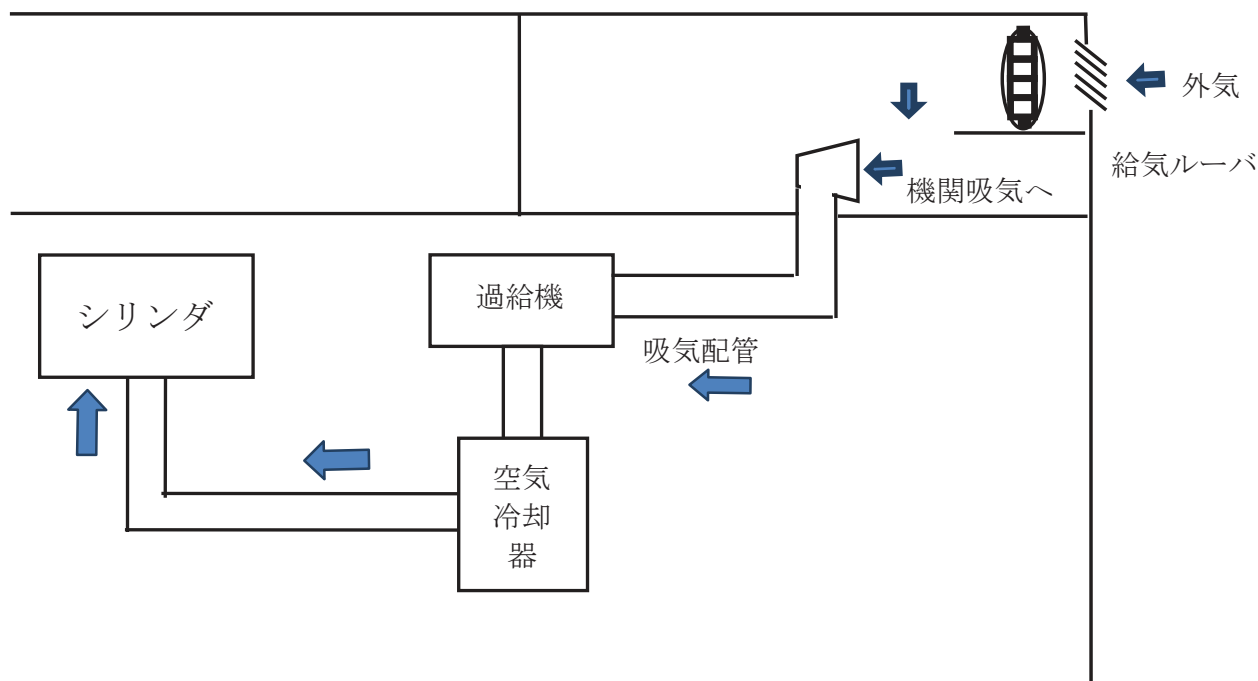 外気
給気ルーバ
機関吸気へ
過給機
シリンダ
吸気配管
空気
冷却
器